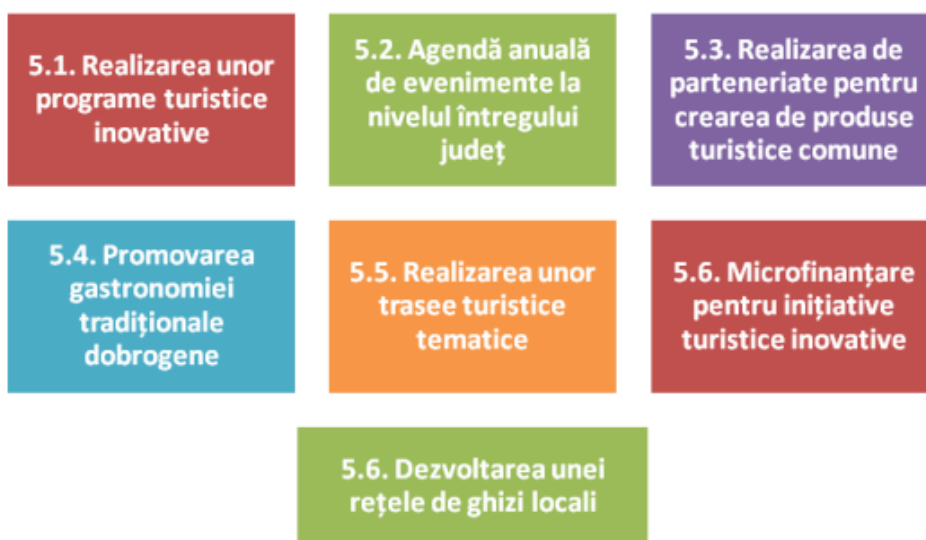 5.1. Realizarea unor
programe turistice
inovative
5.2. Agendă anuală
de evenimente la
nivelul întregului
județ
5.3. Realizarea de
parteneriate pentru
crearea de produse
turistice comune
5.4. Promovarea
gastronomiei
tradiționale
dobrogene
5.5. Realizarea unor
trasee turistice
tematice
5.6. Microfinanțare
pentru inițiative
turistice inovative
5.6. Dezvoltarea unei
rețele de ghizi locali